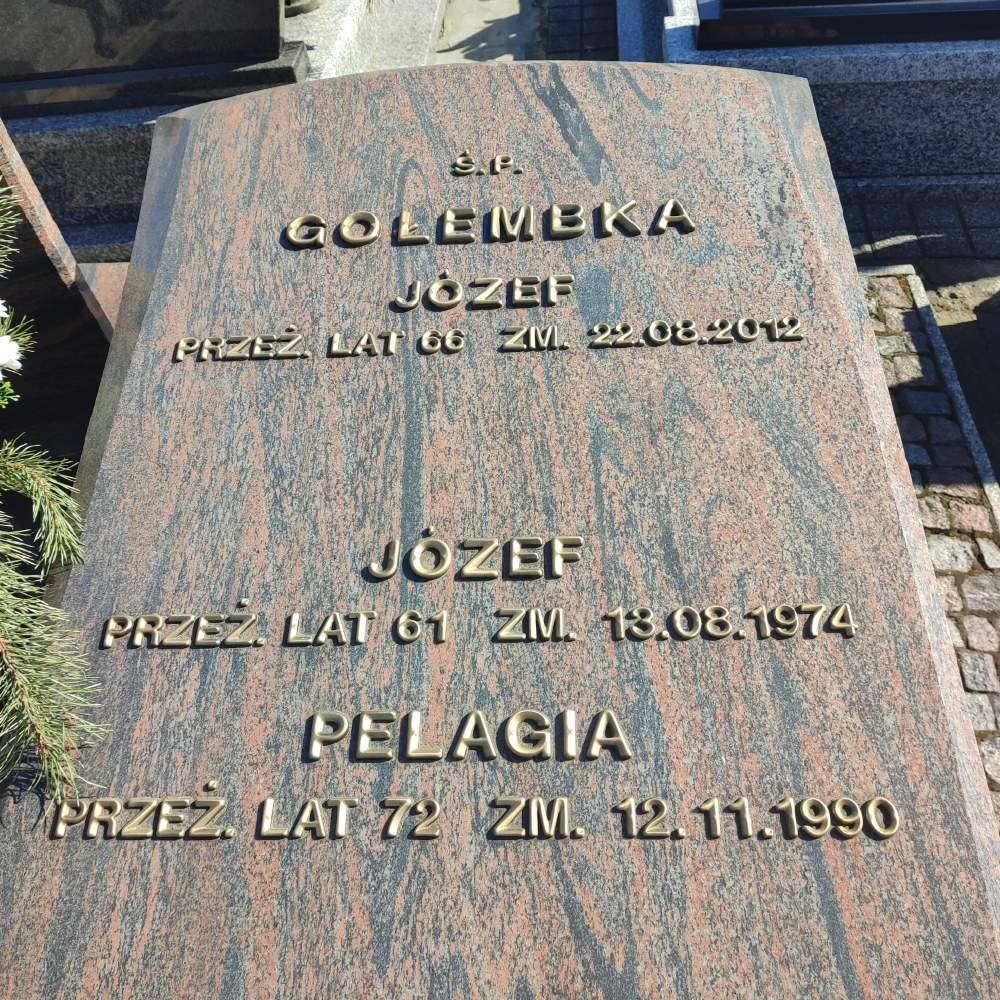 Ś.P.
GOŁEMBKA
JÓZEF
PRZEŻ. LAT 66 ZM. 22.08.2012
JÓZEF
PRZEŻ. LAT 61 ZM. 13.08.1974
PELAGIA
PRZEŻ. LAT 72 ZM. 12.11.1990